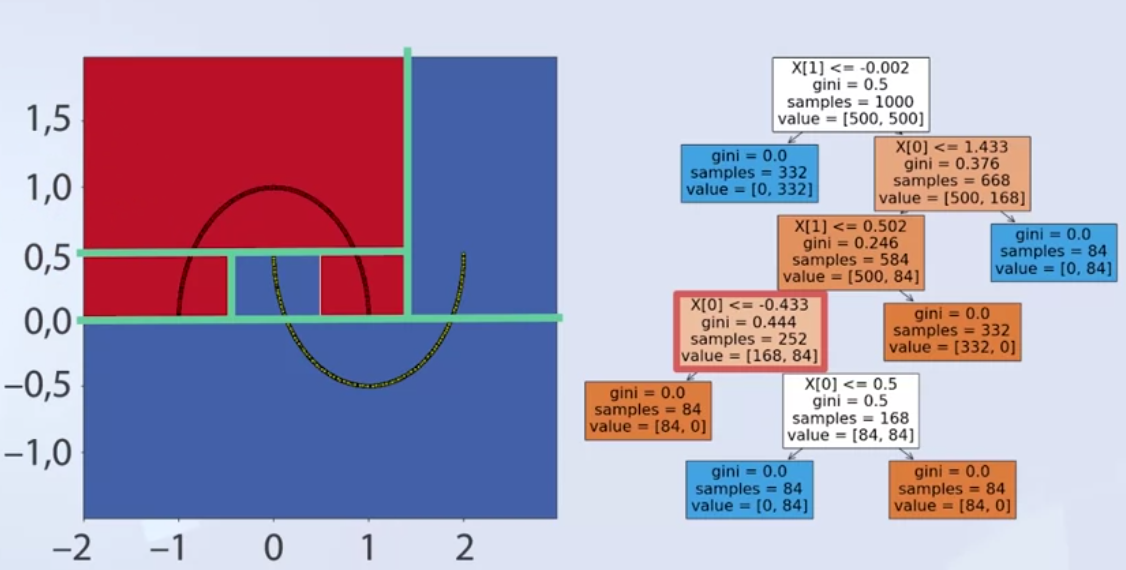 1,5
1,0
0,5
0,0
−0,5
−1,0
−2
−1
0
1
2
X[1] <= -0.002
gini = 0.5
samples = 1000
value = [500, 500]
gini = 0.0
samples = 332
value = [0, 332]
X[0] <= 1.433
gini = 0.376
samples = 668
value = [500, 168]
X[1] <= 0.502
gini = 0.246
samples = 584
value = [500, 84]
gini = 0.0
samples = 84
value = [0, 84]
X[0] <= -0.433
gini = 0.444
samples = 252
value = [168, 84]
gini = 0.0
samples = 332
value = [332, 0]
gini = 0.0
samples = 84
value = [84, 0]
X[0] <= 0.5
gini = 0.5
samples = 168
value = [84, 84]
gini = 0.0
samples = 84
value = [0, 84]
gini = 0.0
samples = 84
value = [84, 0]